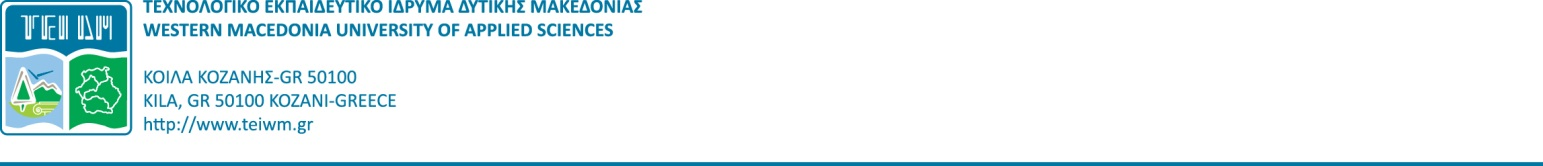 ΤΕΧΝΟΛΟΓΙΚΟ ΕΚΠΑΙΔΕΥΤΙΚΟ ΙΔΡΥΜΑ ΔΥΤΙΚΗΣ ΜΑΚΕΔΟΝΙΑΣ
WESTERN MACEDONIA UNIVERSITY OF APPLIED SCIENCES
ΤΕΙ ΔΜ
ΚΟΙΛΑ ΚΟΖΑΝΗΣ-GR 50100
KILA, GR 50100 KOZANI-GREECE
http://www.teiwm.gr